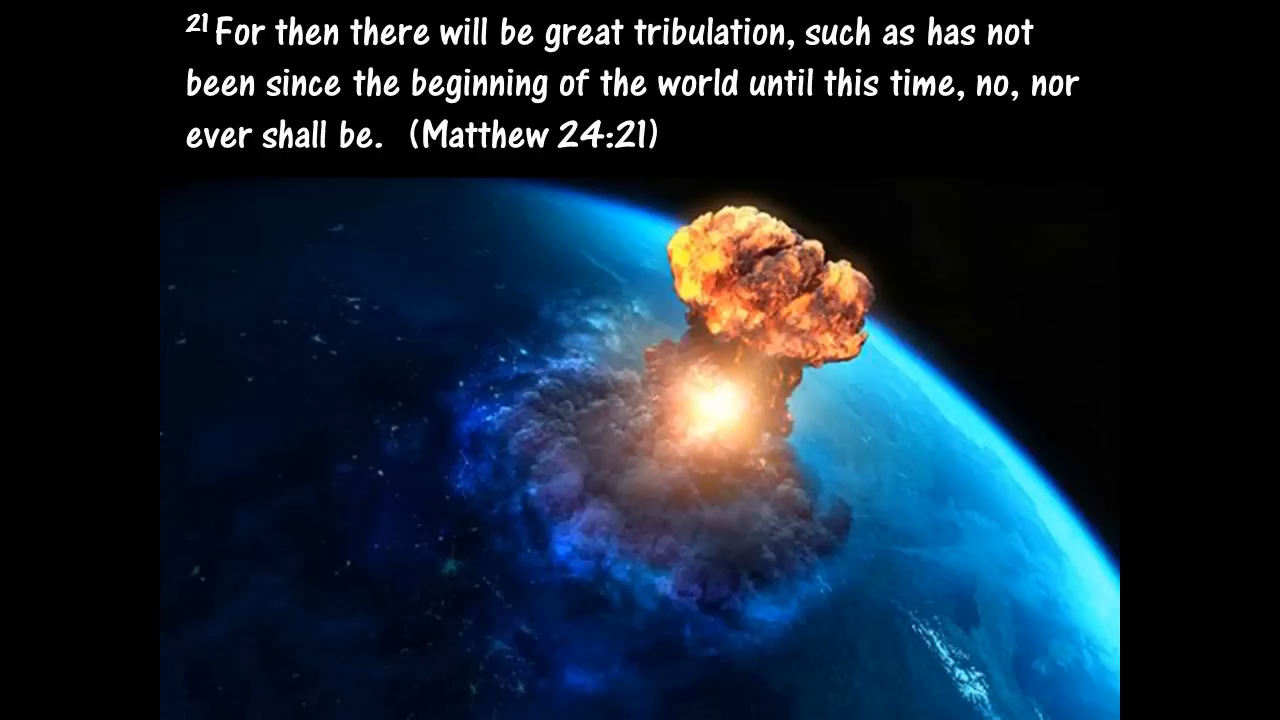 21 For then there will be great tribulation, such as has not
been since the beginning of the world until this time, no, nor
ever shall be. (Matthew 24:21)